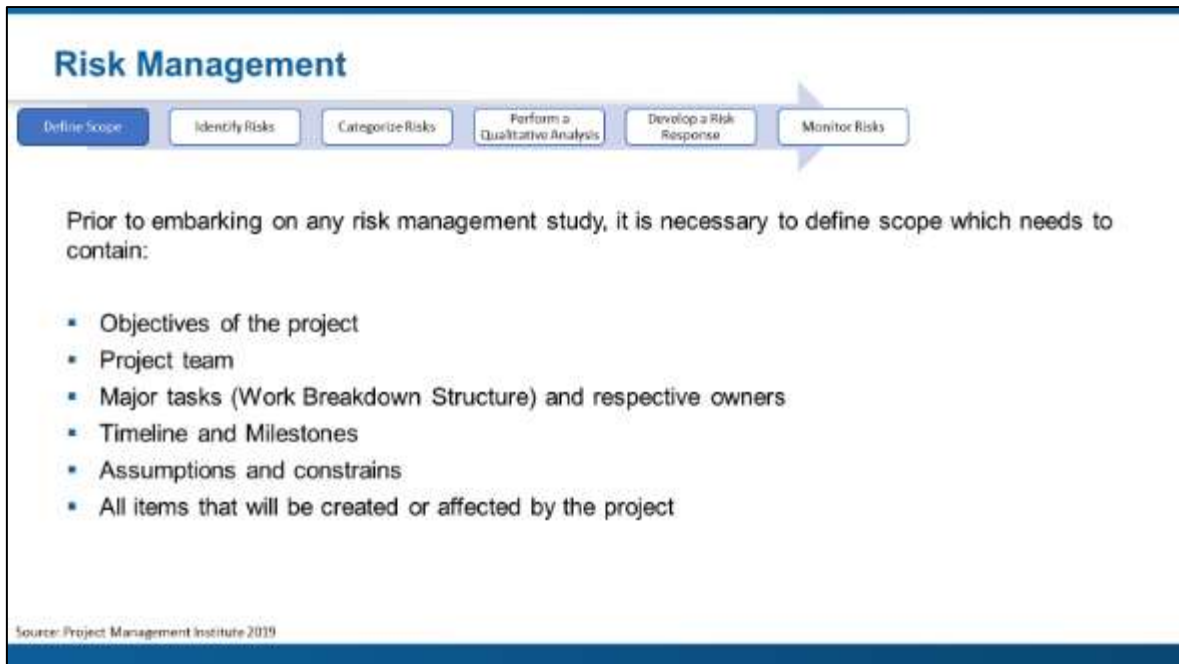 Risk Management
Define Scope
Identify Risks
Categorize Risks
Perform a
Qualitative Analysis
Develop a Risk
Response
Monitor Risks
Prior to embarking on any risk management study, it is necessary to define scope which needs to
contain:
▪ Objectives of the project
▪ Project team
▪ Major tasks (Work Breakdown Structure) and respective owners
▪ Timeline and Milestones
▪ Assumptions and constrains
▪ All items that will be created or affected by the project
Source: Project Management Institute 2019